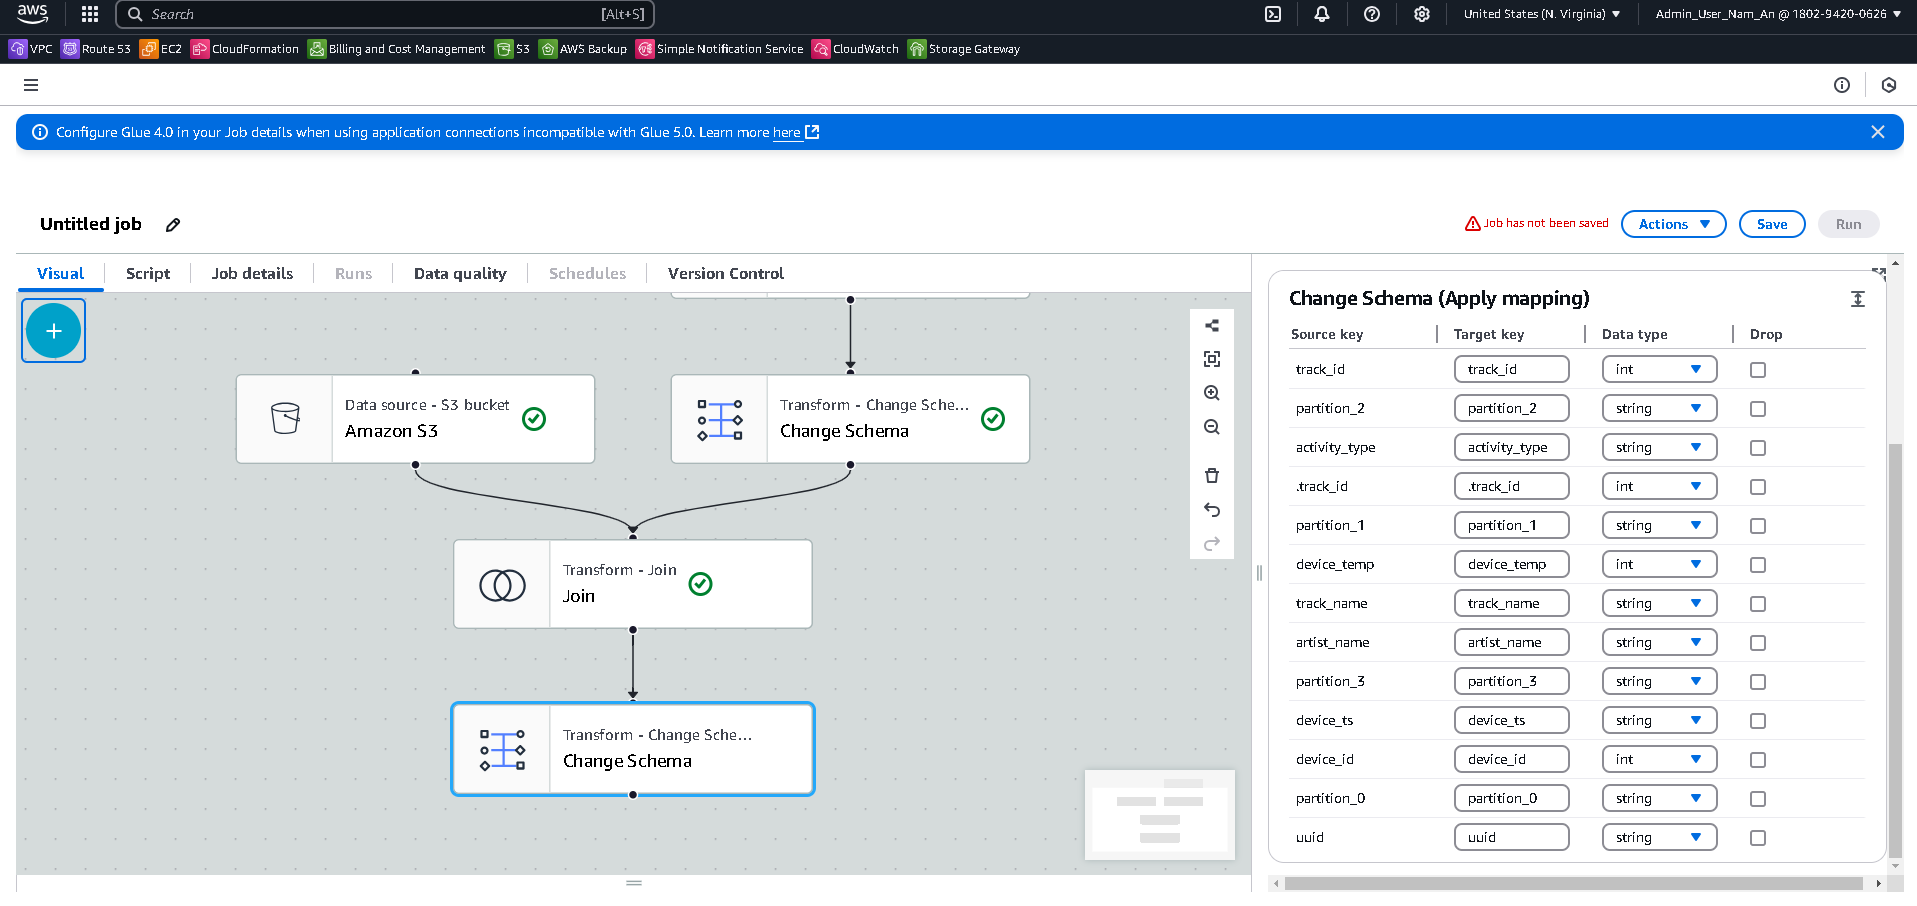 aws
Search [Alt+S]
United States (N. Virginia) ▼
Admin_User_Nam_An @ 1802-9420-0626 ▼
VPC Route 53 EC2 CloudFormation Billing and Cost Management S3 AWS Backup Simple Notification Service CloudWatch Storage Gateway
Configure Glue 4.0 in your Job details when using application connections incompatible with Glue 5.0. Learn more here
Untitled job
Job has not been saved
Actions
Save
Run
Visual
Script
Job details
Runs
Data quality
Schedules
Version Control
Data source - S3 bucket
Amazon S3
Transform - Change Sche...
Change Schema
Transform - Join
Join
Transform - Change Sche...
Change Schema
Change Schema (Apply mapping)
Source key Target key Data type Drop
track_id track_id int
partition_2 partition_2 string
activity_type activity_type string
.track_id .track_id int
partition_1 partition_1 string
device_temp device_temp int
track_name track_name string
artist_name artist_name string
partition_3 partition_3 string
device_ts device_ts string
device_id device_id int
partition_0 partition_0 string
uuid uuid string